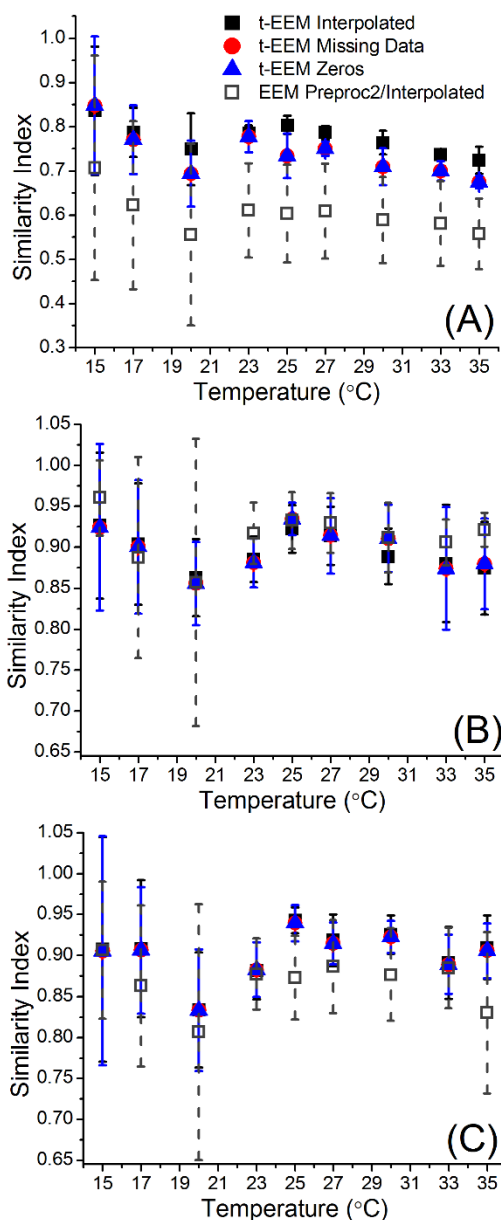 t-EEM Interpolated
t-EEM Missing Data
t-EEM Zeros
EEM Preproc2/Interpolated
1.0
0.9
0.8
0.7
0.6
0.5
0.4
0.3
Similarity Index
(A)
15 17 19 21 23 25 27 29 31 33 35
Temperature (°C)
1.05
1.00
0.95
0.90
0.85
0.80
0.75
0.70
0.65
Similarity Index
(B)
15 17 19 21 23 25 27 29 31 33 35
Temperature (°C)
1.05
1.00
0.95
0.90
0.85
0.80
0.75
0.70
0.65
Similarity Index
(C)
15 17 19 21 23 25 27 29 31 33 35
Temperature (°C)